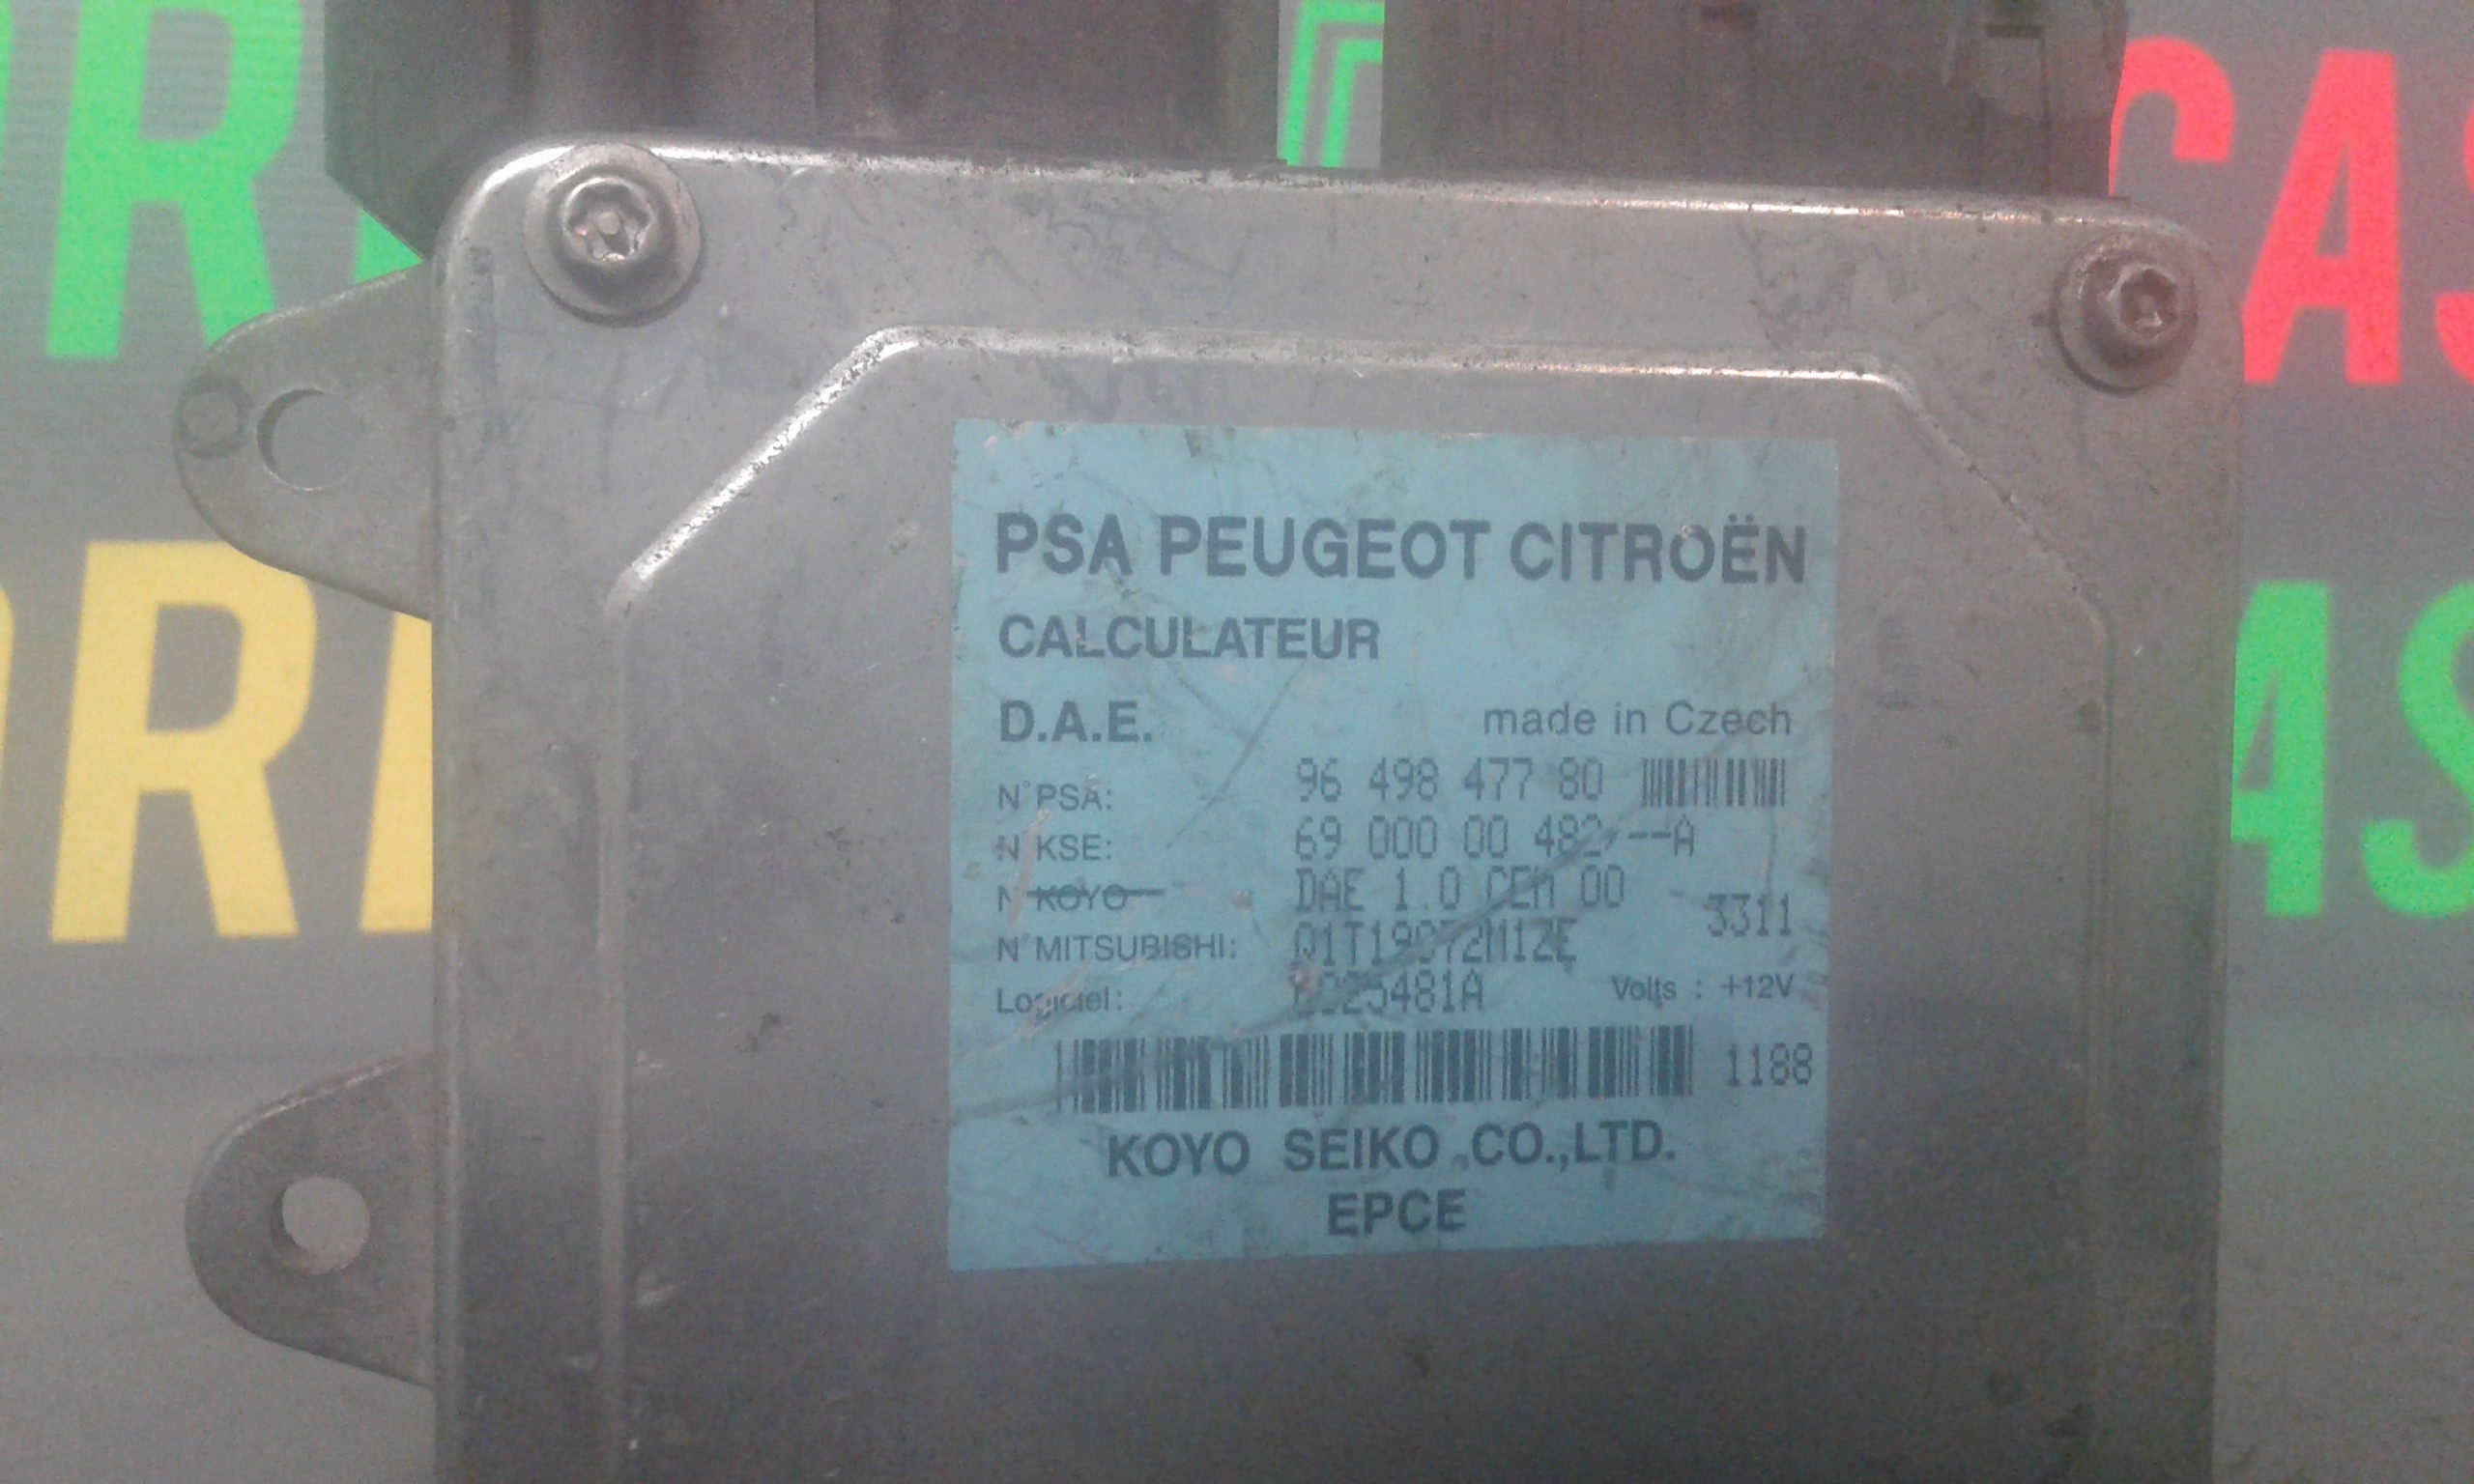 PSA PEUGEOT CITROËN
CALCULATEUR
D.A.E. made in Czech
N° PSA: 96 498 477 80
N° KSE: 69 000 00 482 --A
N° KOYO DAE 1.0 CEM 00
3311
N° MITSUBISHI:
Logiciel: Volts : +12V
1188
KOYO SEIKO CO.,LTD.
EPCE